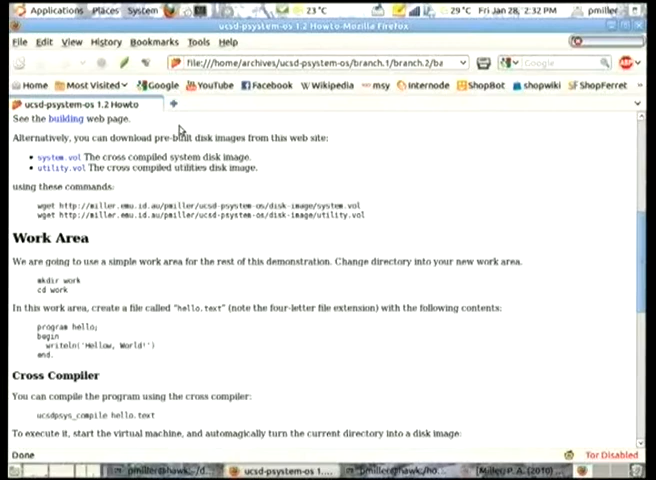 Applications Places System 23°C 29°C Fri Jan 28, 2:32 PM pmiller
ucsd-psystem-os 1.2 Howto-Mozilla Firefox
File Edit View History Bookmarks Tools Help
file:///home/archives/ucsd-psystem-os/branch.1/branch.2/ba Google ABP
Home Most Visited Google YouTube Facebook Wikipedia msy Internode ShopBot shopwiki ShopFerret
ucsd-psystem-os 1.2 Howto
See the building web page.
Alternatively, you can download pre-built disk images from this web site:
• system.vol The cross compiled system disk image.
• utility.vol The cross compiled utilities disk image.
using these commands:
wget http://miller.emu.id.au/pmiller/ucsd-psystem-os/disk-image/system.vol
wget http://miller.emu.id.au/pmiller/ucsd-psystem-os/disk-image/utility.vol
Work Area
We are going to use a simple work area for the rest of this demonstration. Change directory into your new work area.
mkdir work
cd work
In this work area, create a file called "hello.text" (note the four-letter file extension) with the following contents:
program hello;
begin
writeln('Hellow, World!')
end.
Cross Compiler
You can compile the program using the cross compiler:
ucsdpsys_compile hello.text
To execute it, start the virtual machine, and automagically turn the current directory into a disk image:
Done Tor Disabled
pmiller@hawk:~/d... ucsd-psystem-os 1.... pmiller@hawk:/ho... [Miller, P. A. (2010)...